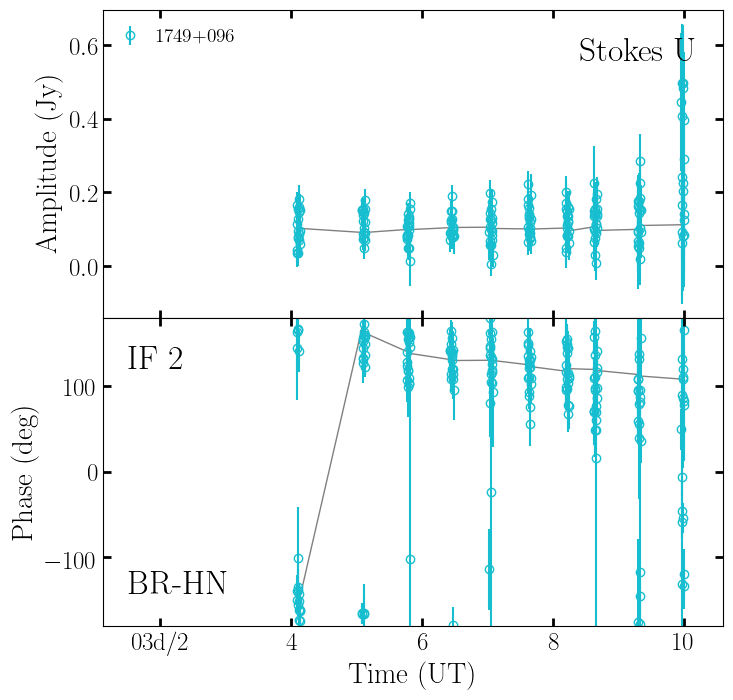 1749+096
Stokes U
0.6
0.4
0.2
0.0
Amplitude (Jy)
IF 2
100
0
−100
Phase (deg)
BR-HN
03d/2 4 6 8 10
Time (UT)